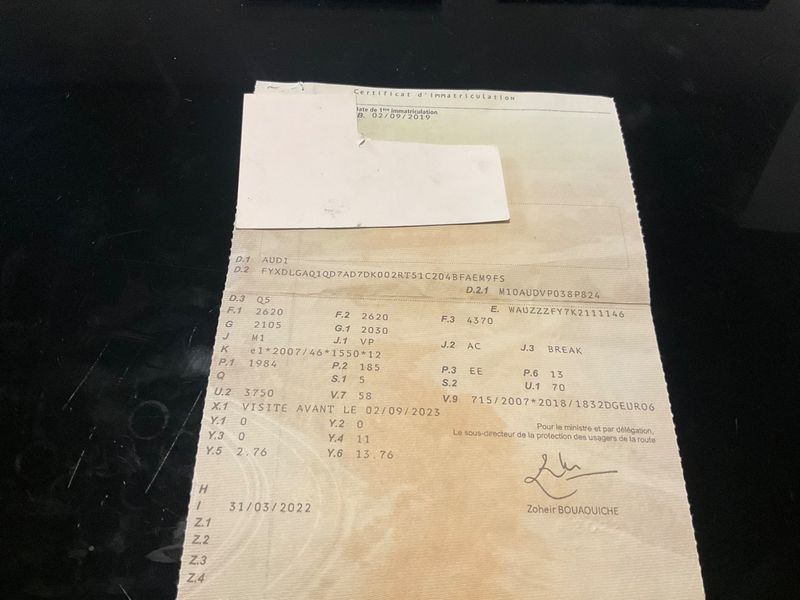 Certificat d'immatriculation
date de 1ère immatriculation
B. 02/09/2019
D.1 AUDI
D.2 FYXDLGAQ1QD7AD7DK002RT51C204BFAEM9FS
D.2.1 M10AUDVP038P824
D.3 Q5
E. WAUZZZFY7K2111146
F.1 2620 F.2 2620 F.3 4370
G 2105 G.1 2030
J M1 J.1 VP J.2 AC J.3 BREAK
K e1*2007/46*1550*12
P.1 1984 P.2 185 P.3 EE P.6 13
Q S.1 5 S.2 U.1 70
U.2 3750 V.7 58 V.9 715/2007*2018/1832DGEURO6
X.1 VISITE AVANT LE 02/09/2023
Y.1 0 Y.2 0
Y.3 0 Y.4 11
Y.5 2.76 Y.6 13.76
Pour le ministre et par délégation,
Le sous-directeur de la protection des usagers de la route
Zoheir BOUAOUICHE
H
I 31/03/2022
Z.1
Z.2
Z.3
Z.4